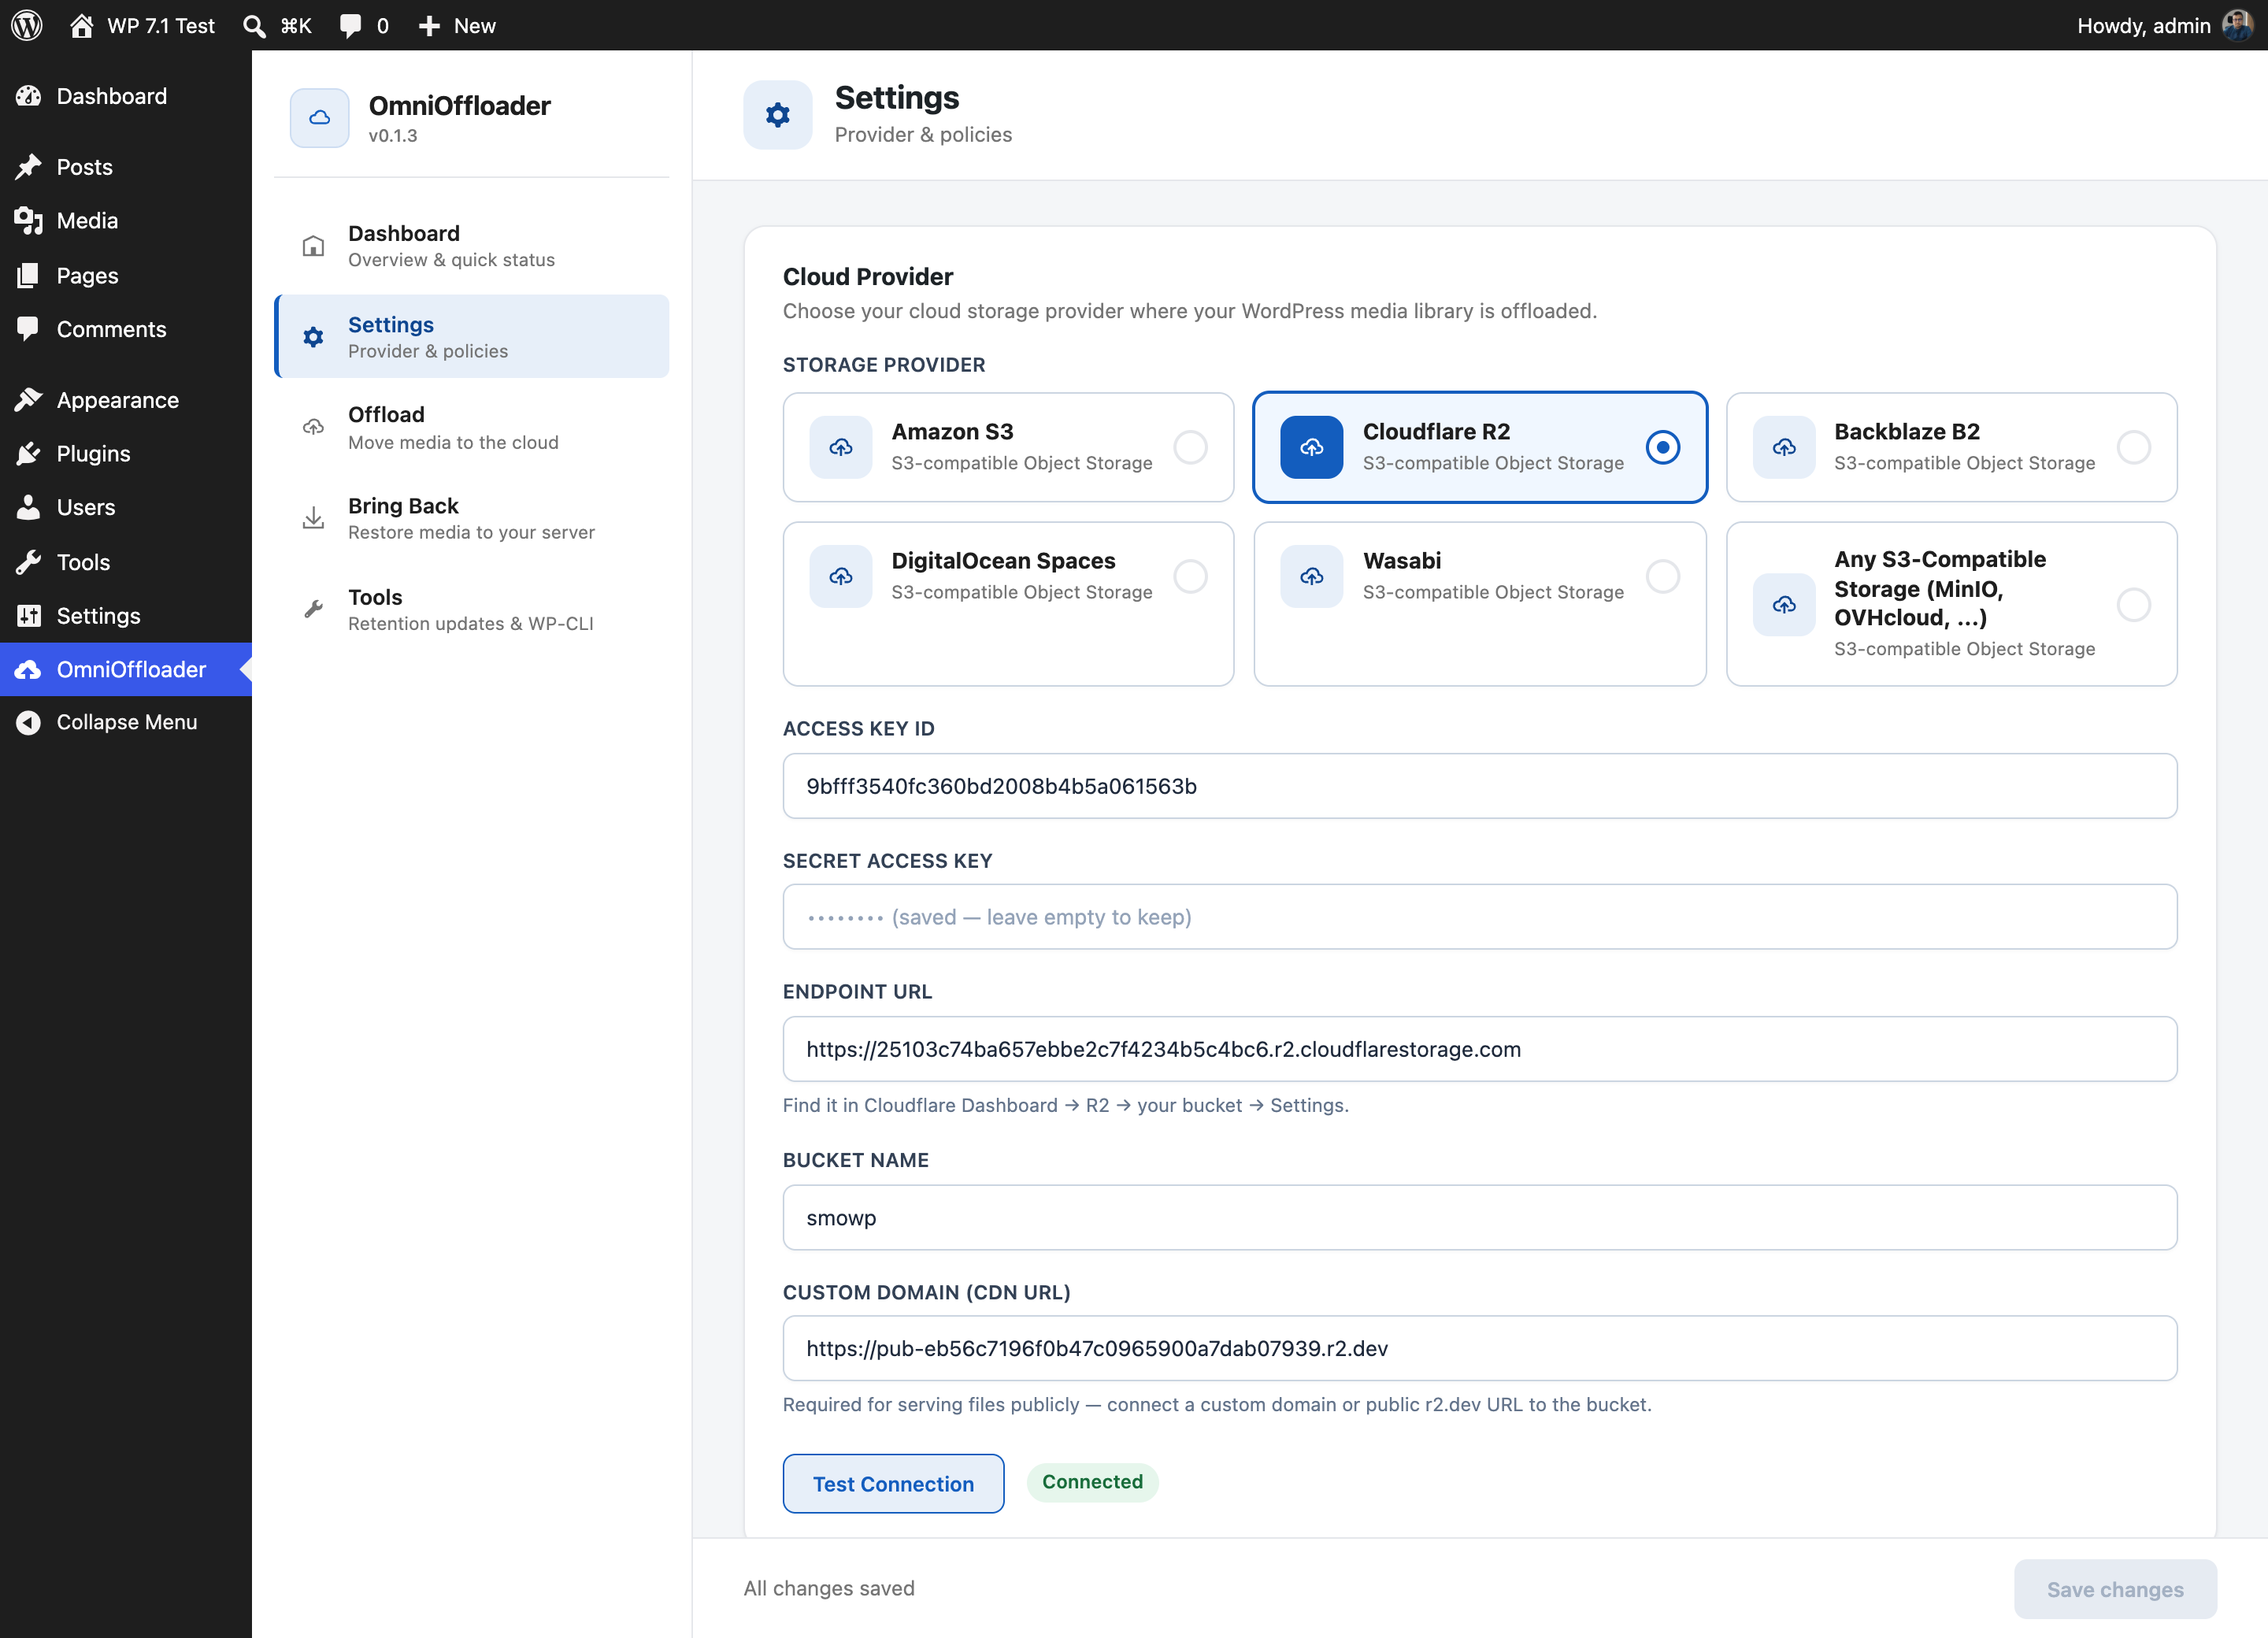 WP 7.1 Test
⌘K
0
New
Howdy, admin
Dashboard
Posts
Media
Pages
Comments
Appearance
Plugins
Users
Tools
Settings
OmniOffloader
Collapse Menu
OmniOffloader
v0.1.3
Dashboard
Overview & quick status
Settings
Provider & policies
Offload
Move media to the cloud
Bring Back
Restore media to your server
Tools
Retention updates & WP-CLI
Settings
Provider & policies
Cloud Provider
Choose your cloud storage provider where your WordPress media library is offloaded.
STORAGE PROVIDER
Amazon S3
S3-compatible Object Storage
Cloudflare R2
S3-compatible Object Storage
Backblaze B2
S3-compatible Object Storage
DigitalOcean Spaces
S3-compatible Object Storage
Wasabi
S3-compatible Object Storage
Any S3-Compatible
Storage (MinIO,
OVHcloud, ...)
S3-compatible Object Storage
ACCESS KEY ID
9bfff3540fc360bd2008b4b5a061563b
SECRET ACCESS KEY
•••••••• (saved — leave empty to keep)
ENDPOINT URL
https://25103c74ba657ebbe2c7f4234b5c4bc6.r2.cloudflarestorage.com
Find it in Cloudflare Dashboard → R2 → your bucket → Settings.
BUCKET NAME
smowp
CUSTOM DOMAIN (CDN URL)
https://pub-eb56c7196f0b47c0965900a7dab07939.r2.dev
Required for serving files publicly — connect a custom domain or public r2.dev URL to the bucket.
Test Connection
Connected
All changes saved
Save changes